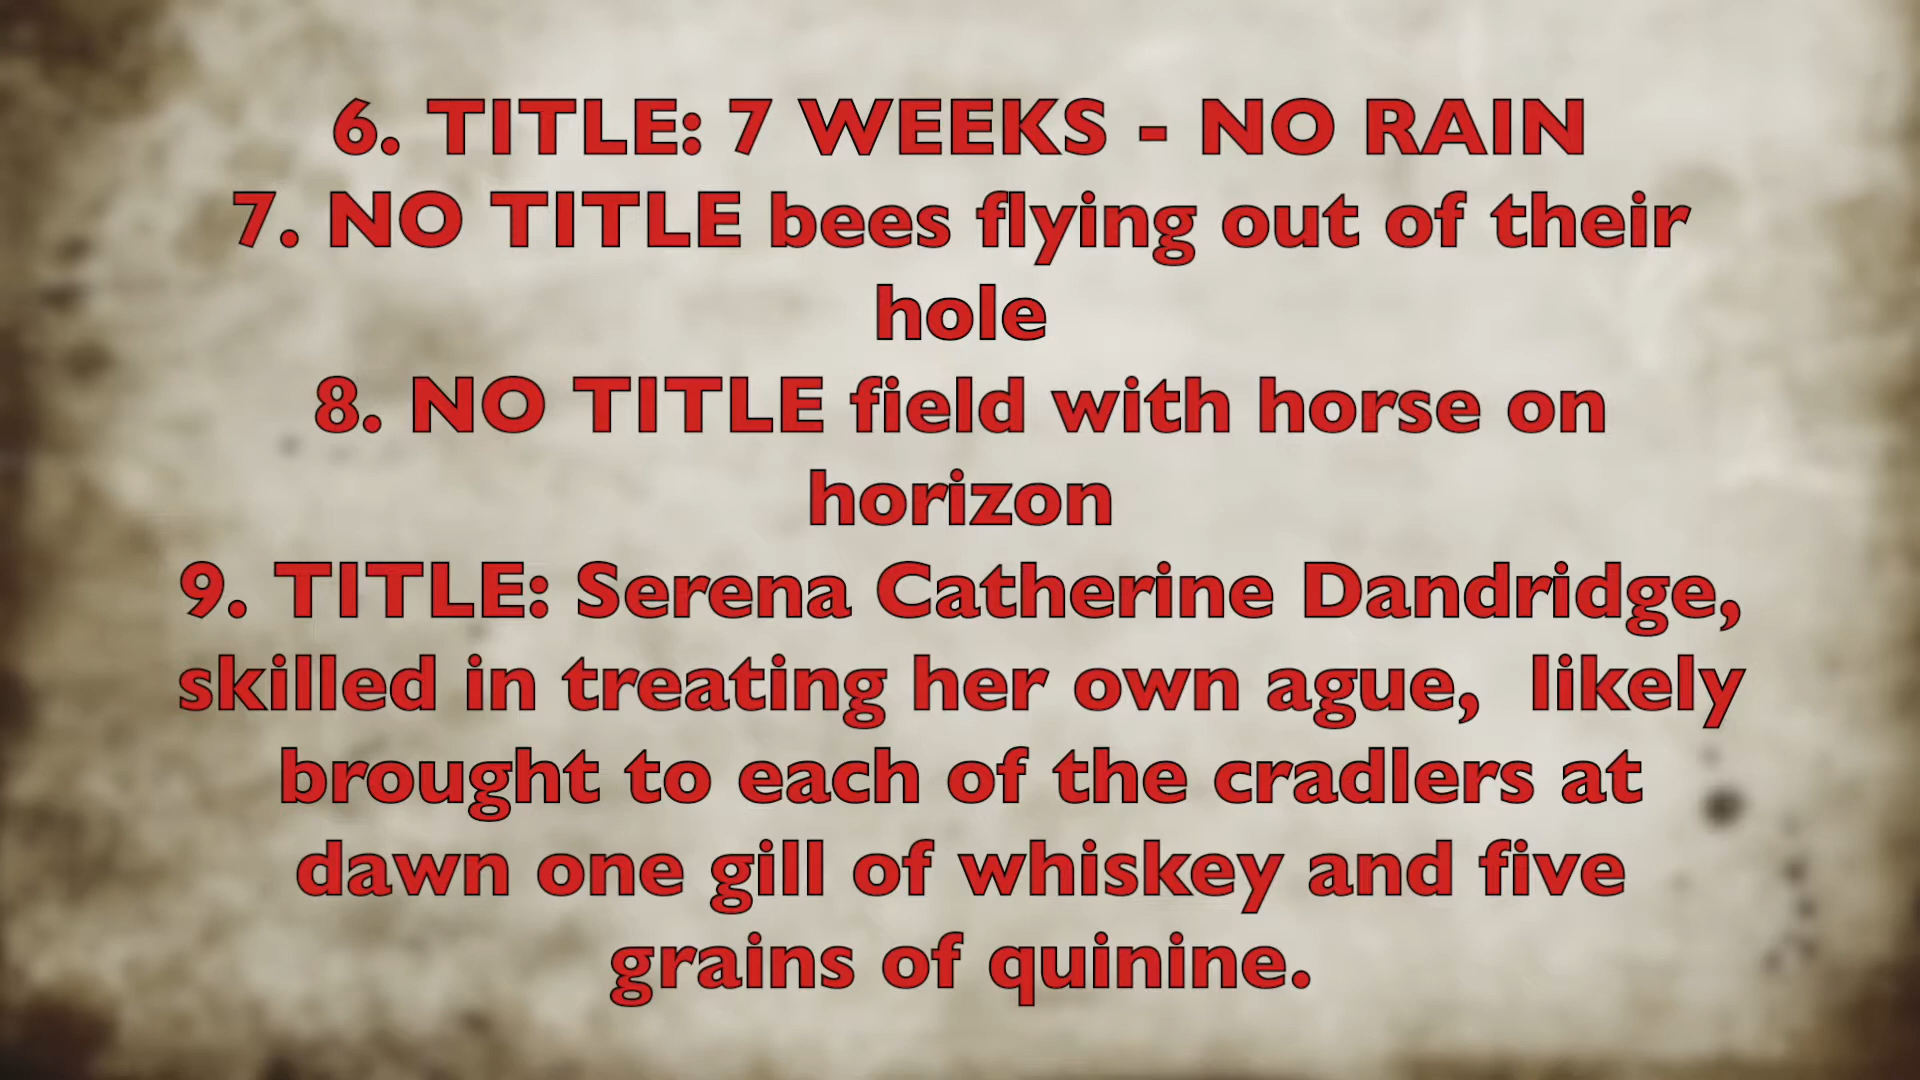 6. TITLE: 7 WEEKS - NO RAIN
7. NO TITLE bees flying out of their
hole
8. NO TITLE field with horse on
horizon
9. TITLE: Serena Catherine Dandridge,
skilled in treating her own ague,  likely
brought to each of the cradlers at
dawn one gill of whiskey and five
grains of quinine.